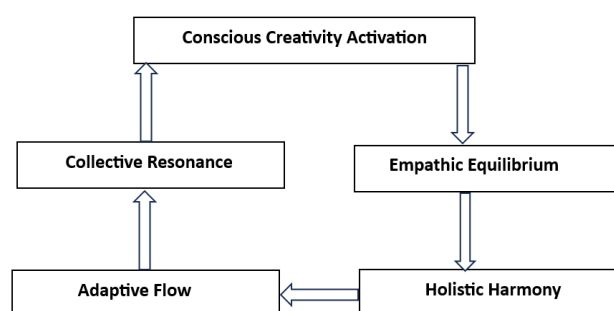 Conscious Creativity Activation
Collective Resonance
Empathic Equilibrium
Adaptive Flow
Holistic Harmony